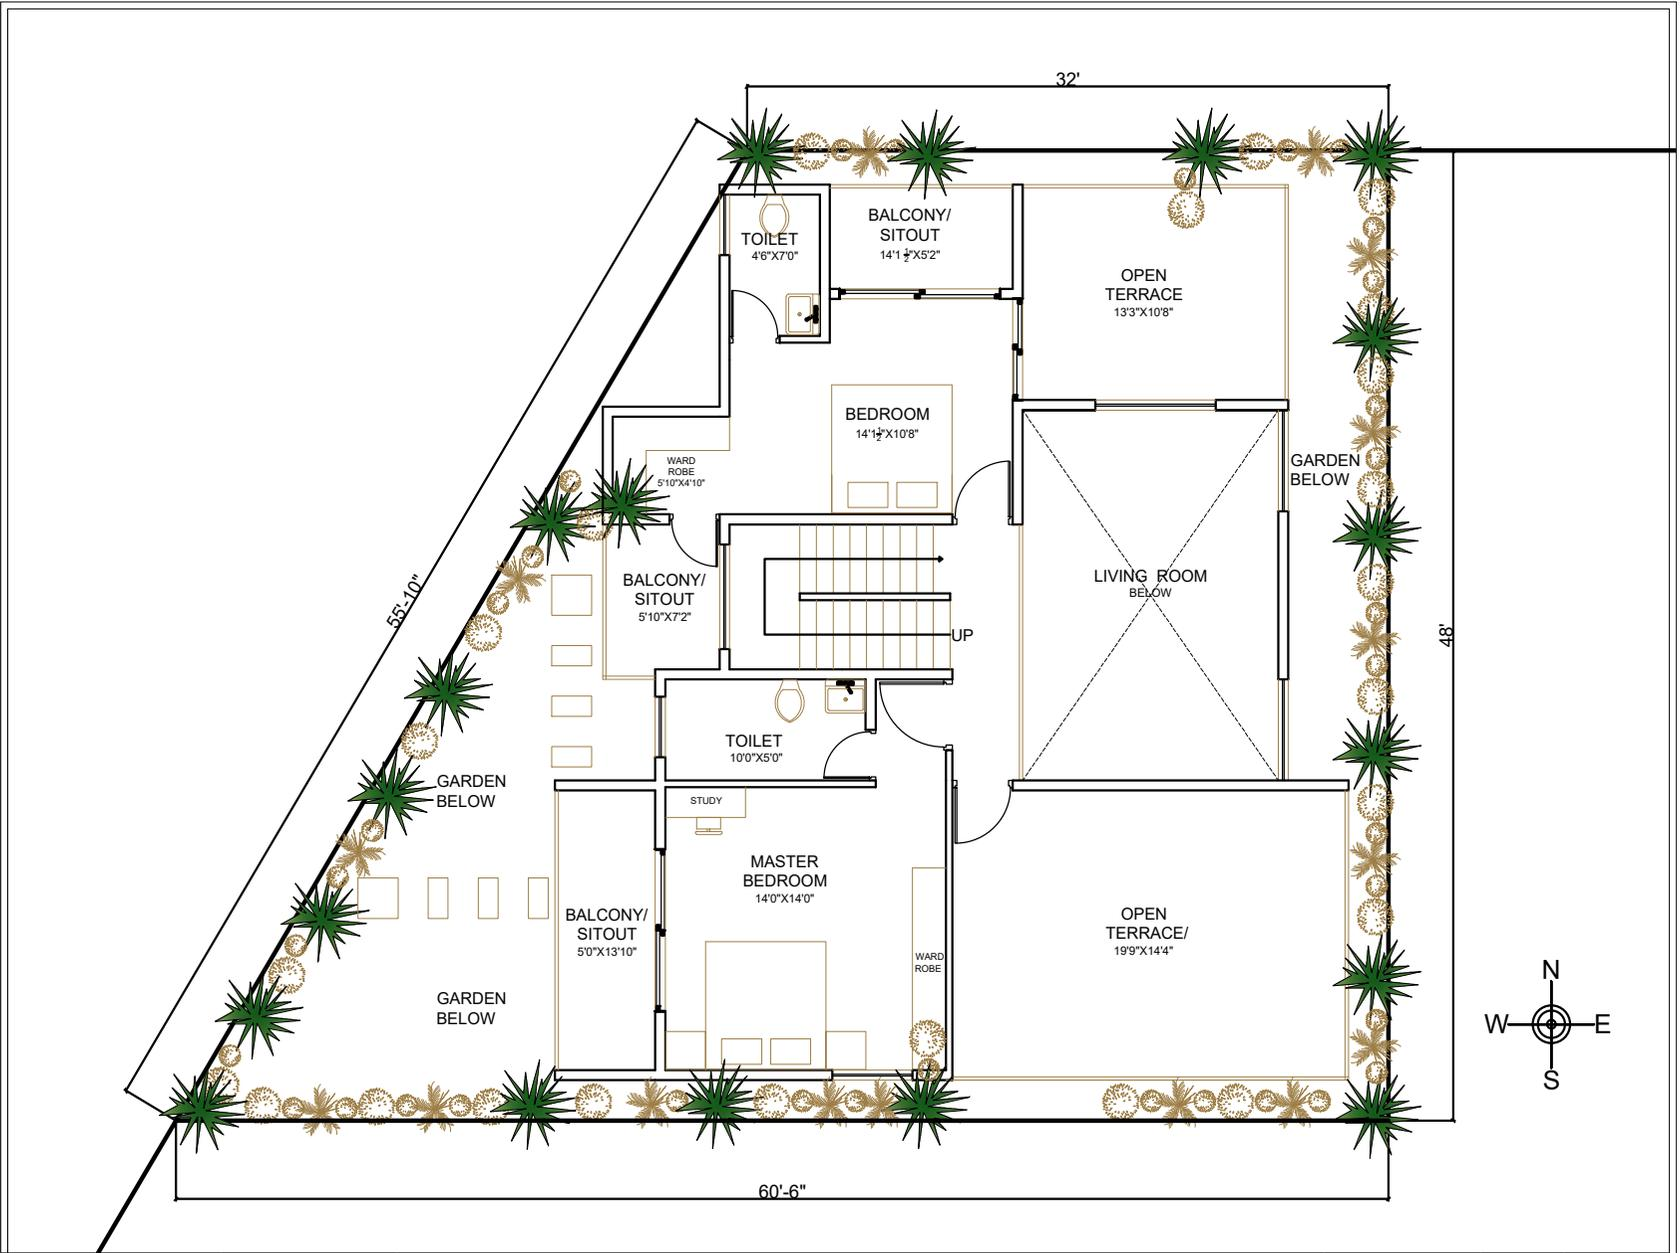 32'
TOILET
4'6"X7'0"
BALCONY/
SITOUT
14'1 1/2"X5'2"
OPEN
TERRACE
13'3"X10'8"
BEDROOM
14'1 1/2"X10'8"
WARD
ROBE
5'10"X4'10"
GARDEN
BELOW
55'-10"
BALCONY/
SITOUT
5'10"X7'2"
LIVING ROOM
BELOW
UP
48'
TOILET
10'0"X5'0"
GARDEN
BELOW
STUDY
MASTER
BEDROOM
14'0"X14'0"
BALCONY/
SITOUT
5'0"X13'10"
OPEN
TERRACE/
19'9"X14'4"
WARD
ROBE
GARDEN
BELOW
N
W
E
S
60'-6"